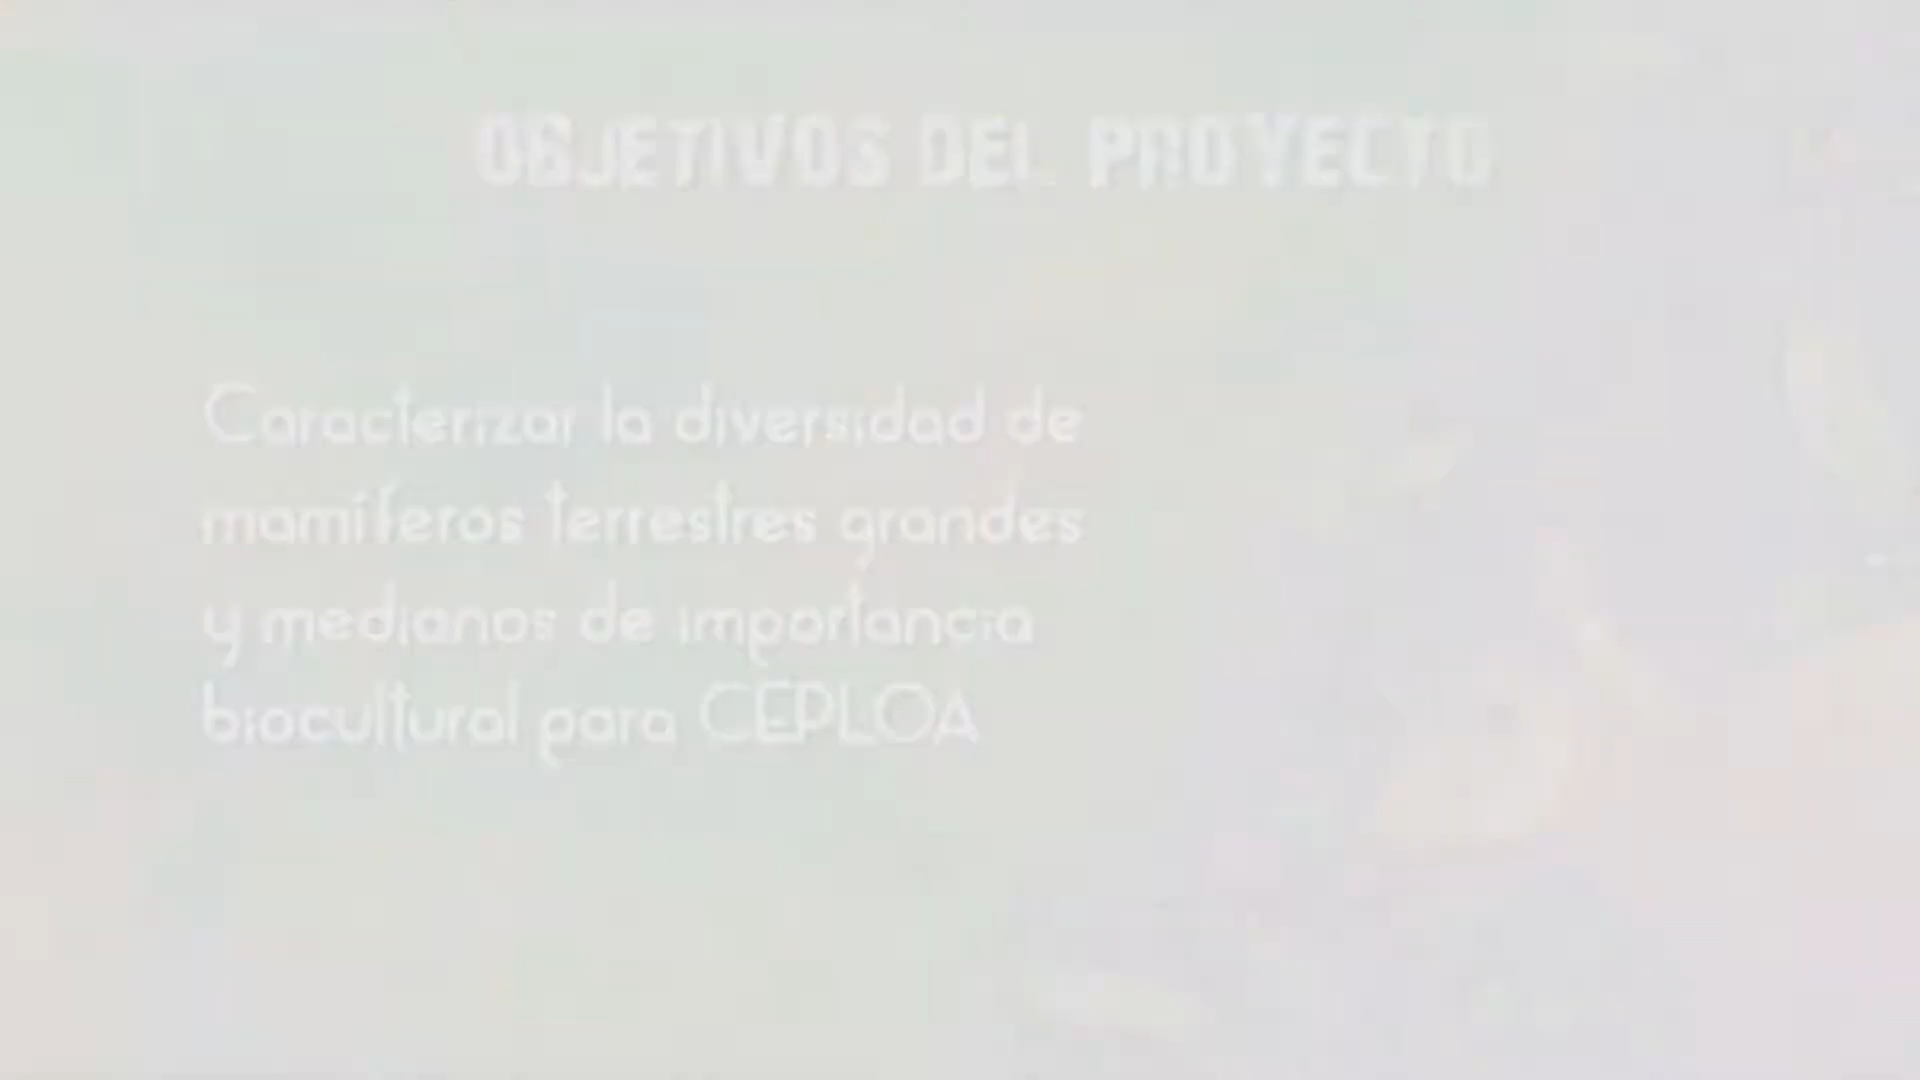 OBJETIVOS DEL PROYECTO
Caracterizar la diversidad de
mamíferos terrestres grandes
y medianos de importancia
biocultural para CEPLOA